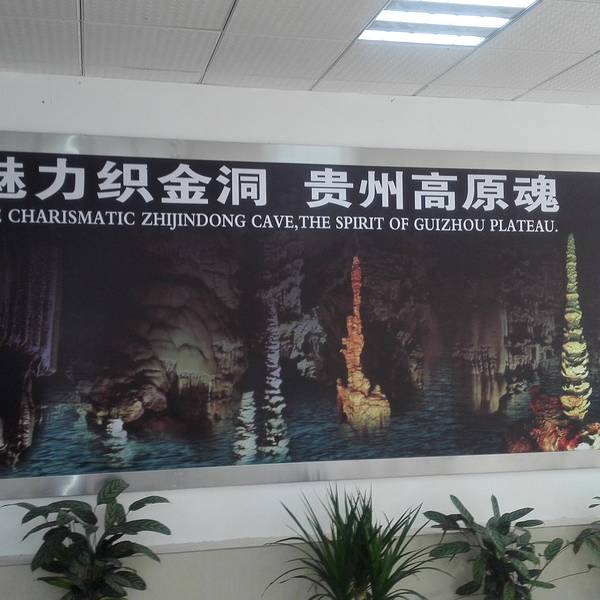 魅力织金洞 贵州高原魂
CHARISMATIC ZHIJINDONG CAVE,THE SPIRIT OF GUIZHOU PLATEAU.